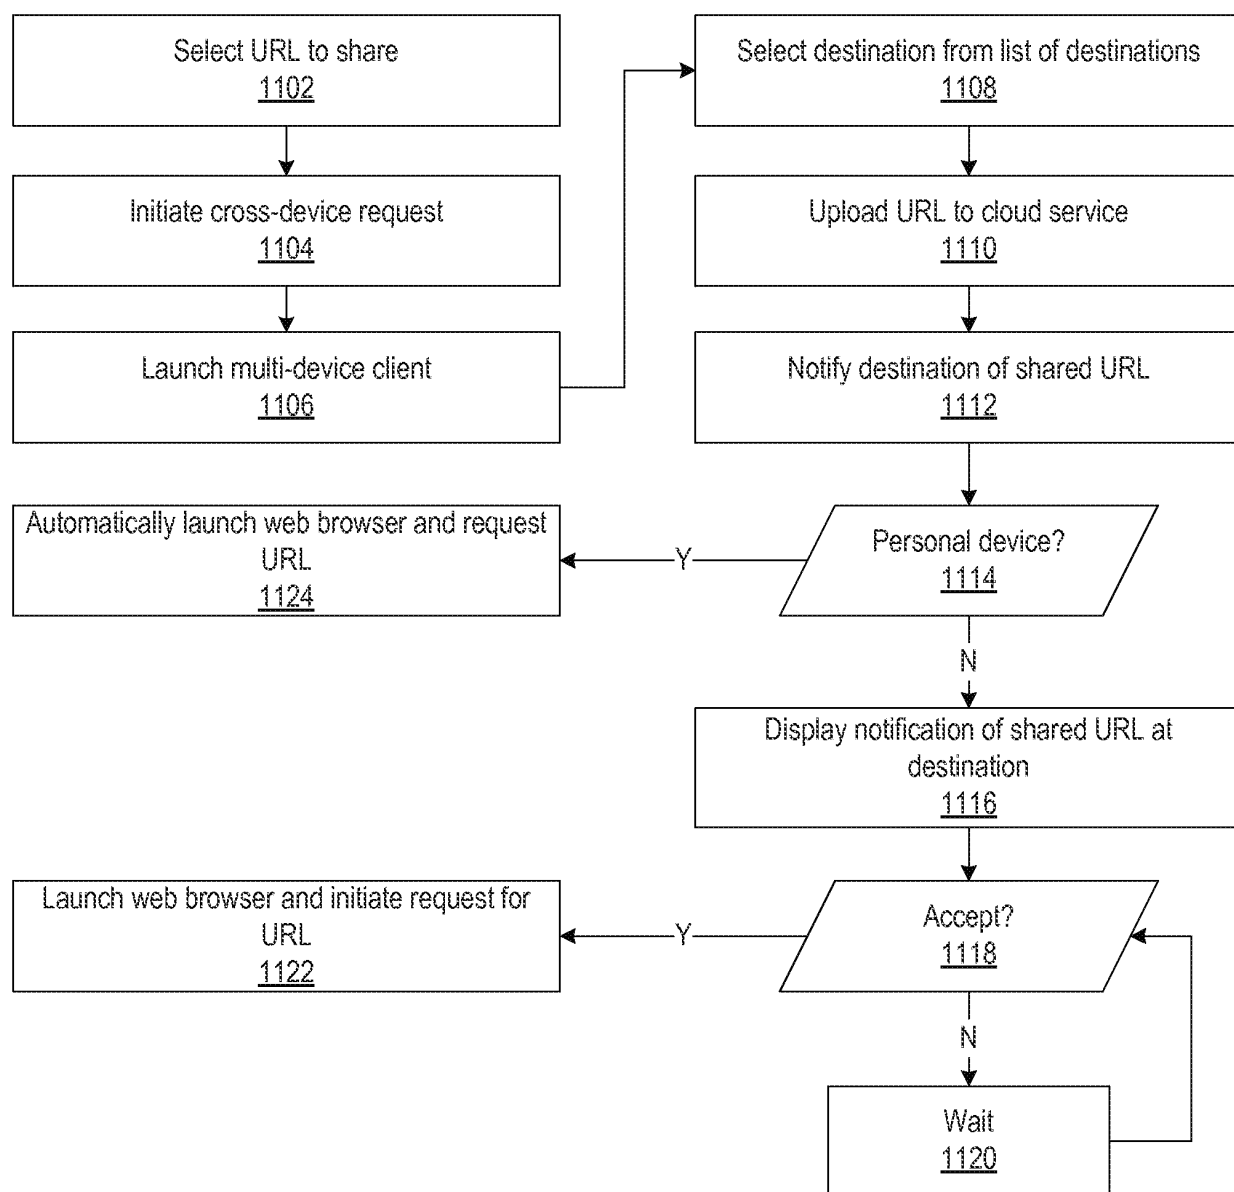 Select URL to share
1102
Initiate cross-device request
1104
Launch multi-device client
1106
Select destination from list of destinations
1108
Upload URL to cloud service
1110
Notify destination of shared URL
1112
Personal device?
1114
Y
Automatically launch web browser and request
URL
1124
N
Display notification of shared URL at
destination
1116
Accept?
1118
Y
Launch web browser and initiate request for
URL
1122
N
Wait
1120